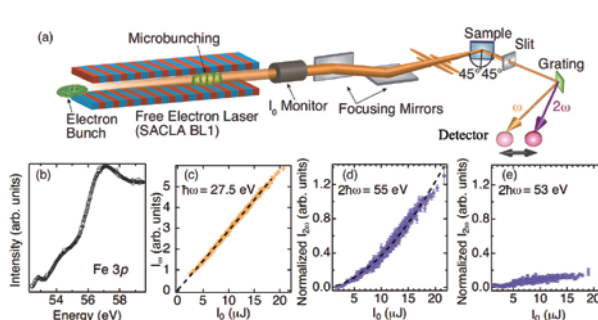 (a)
Microbunching
Electron
Bunch
Free Electron Laser
(SACLA BL1)
I₀ Monitor
Focusing Mirrors
Sample
Slit
45° 45°
Grating
ω
2ω
Detector
(b)
Intensity (arb. units)
Fe 3p
54 56 58
Energy (eV)
(c)
ℏω = 27.5 eV
I_ω (arb. units)
6
5
4
3
2
1
0
0 5 10 15 20
I₀ (μJ)
(d)
2ℏω = 55 eV
Normalized I₂ω (arb. units)
1.2
0.8
0.4
0.0
5 10 15 20
I₀ (μJ)
(e)
2ℏω = 53 eV
Normalized I₂ω (arb. units)
1.2
0.8
0.4
0.0
5 10 15 20
I₀ (μJ)